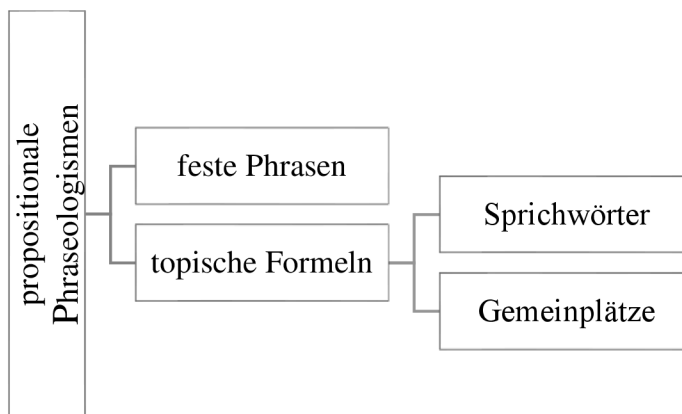 propositionale
Phraseologismen
feste Phrasen
topische Formeln
Sprichwörter
Gemeinplätze